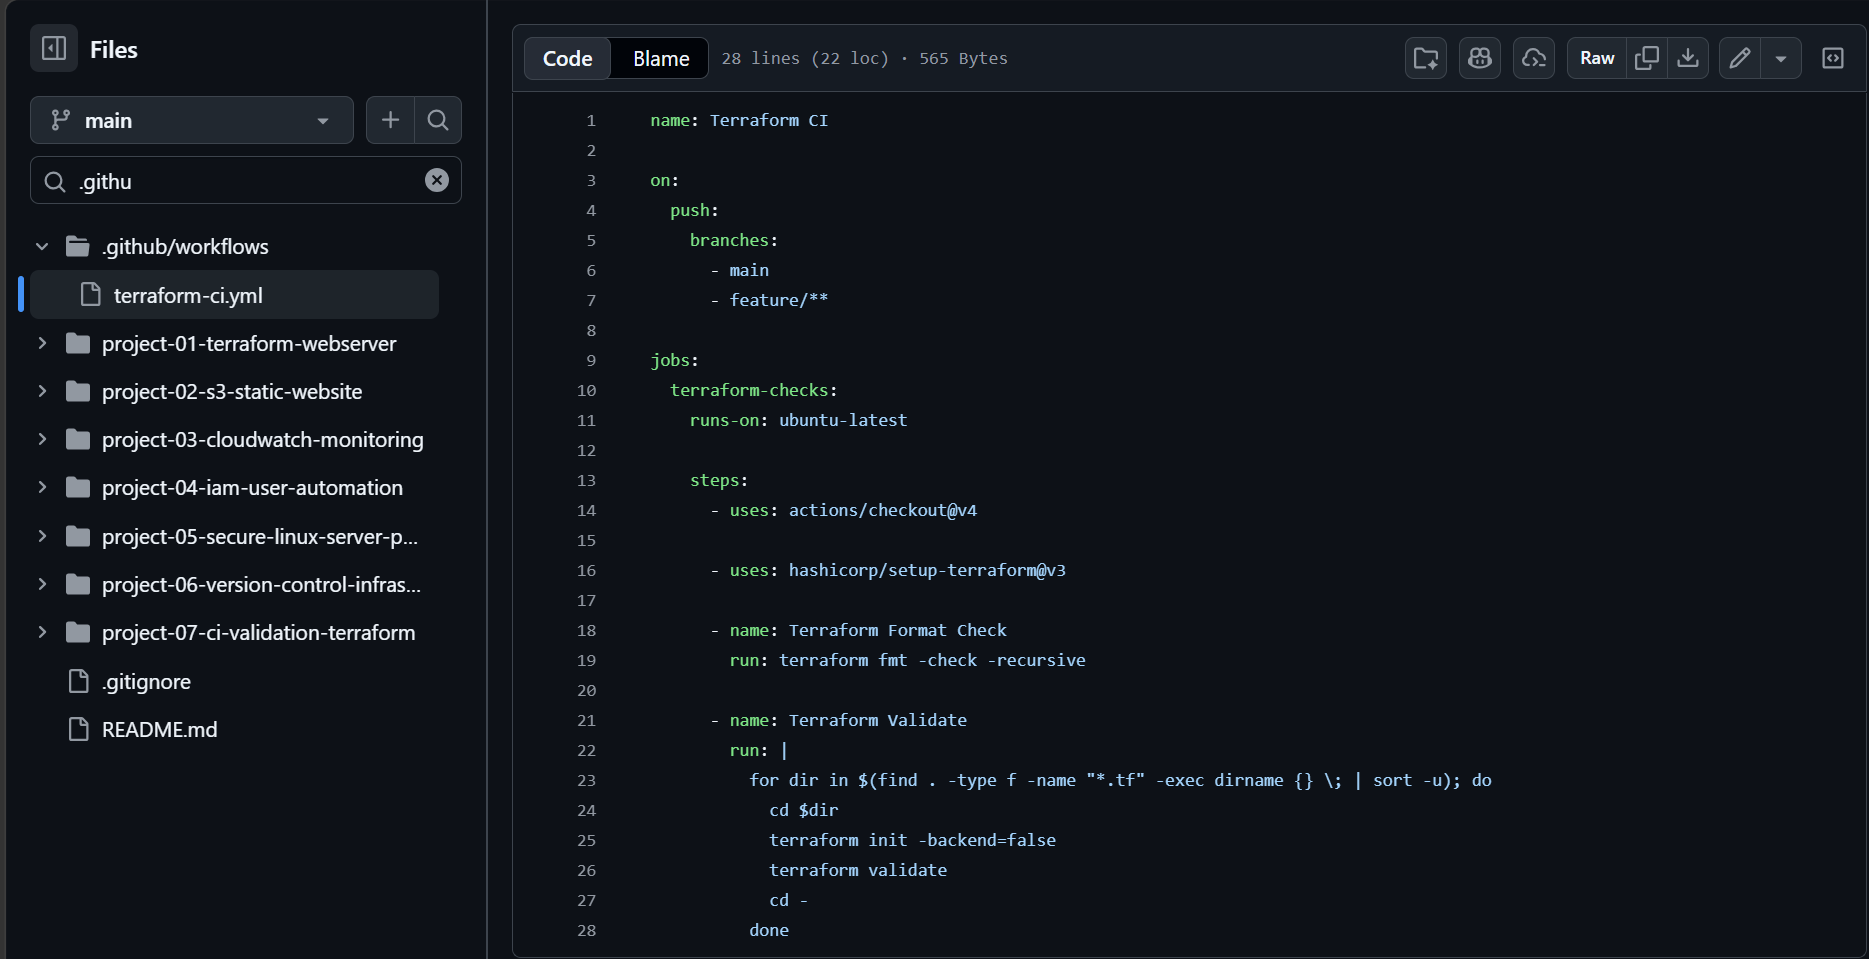 Files
main
.githu
.github/workflows
terraform-ci.yml
project-01-terraform-webserver
project-02-s3-static-website
project-03-cloudwatch-monitoring
project-04-iam-user-automation
project-05-secure-linux-server-p...
project-06-version-control-infras...
project-07-ci-validation-terraform
.gitignore
README.md
Code Blame 28 lines (22 loc) · 565 Bytes Raw
1 name: Terraform CI
2
3 on:
4   push:
5     branches:
6       - main
7       - feature/**
8
9 jobs:
10   terraform-checks:
11     runs-on: ubuntu-latest
12
13     steps:
14       - uses: actions/checkout@v4
15
16       - uses: hashicorp/setup-terraform@v3
17
18       - name: Terraform Format Check
19         run: terraform fmt -check -recursive
20
21       - name: Terraform Validate
22         run: |
23           for dir in $(find . -type f -name "*.tf" -exec dirname {} \; | sort -u); do
24             cd $dir
25             terraform init -backend=false
26             terraform validate
27             cd -
28           done